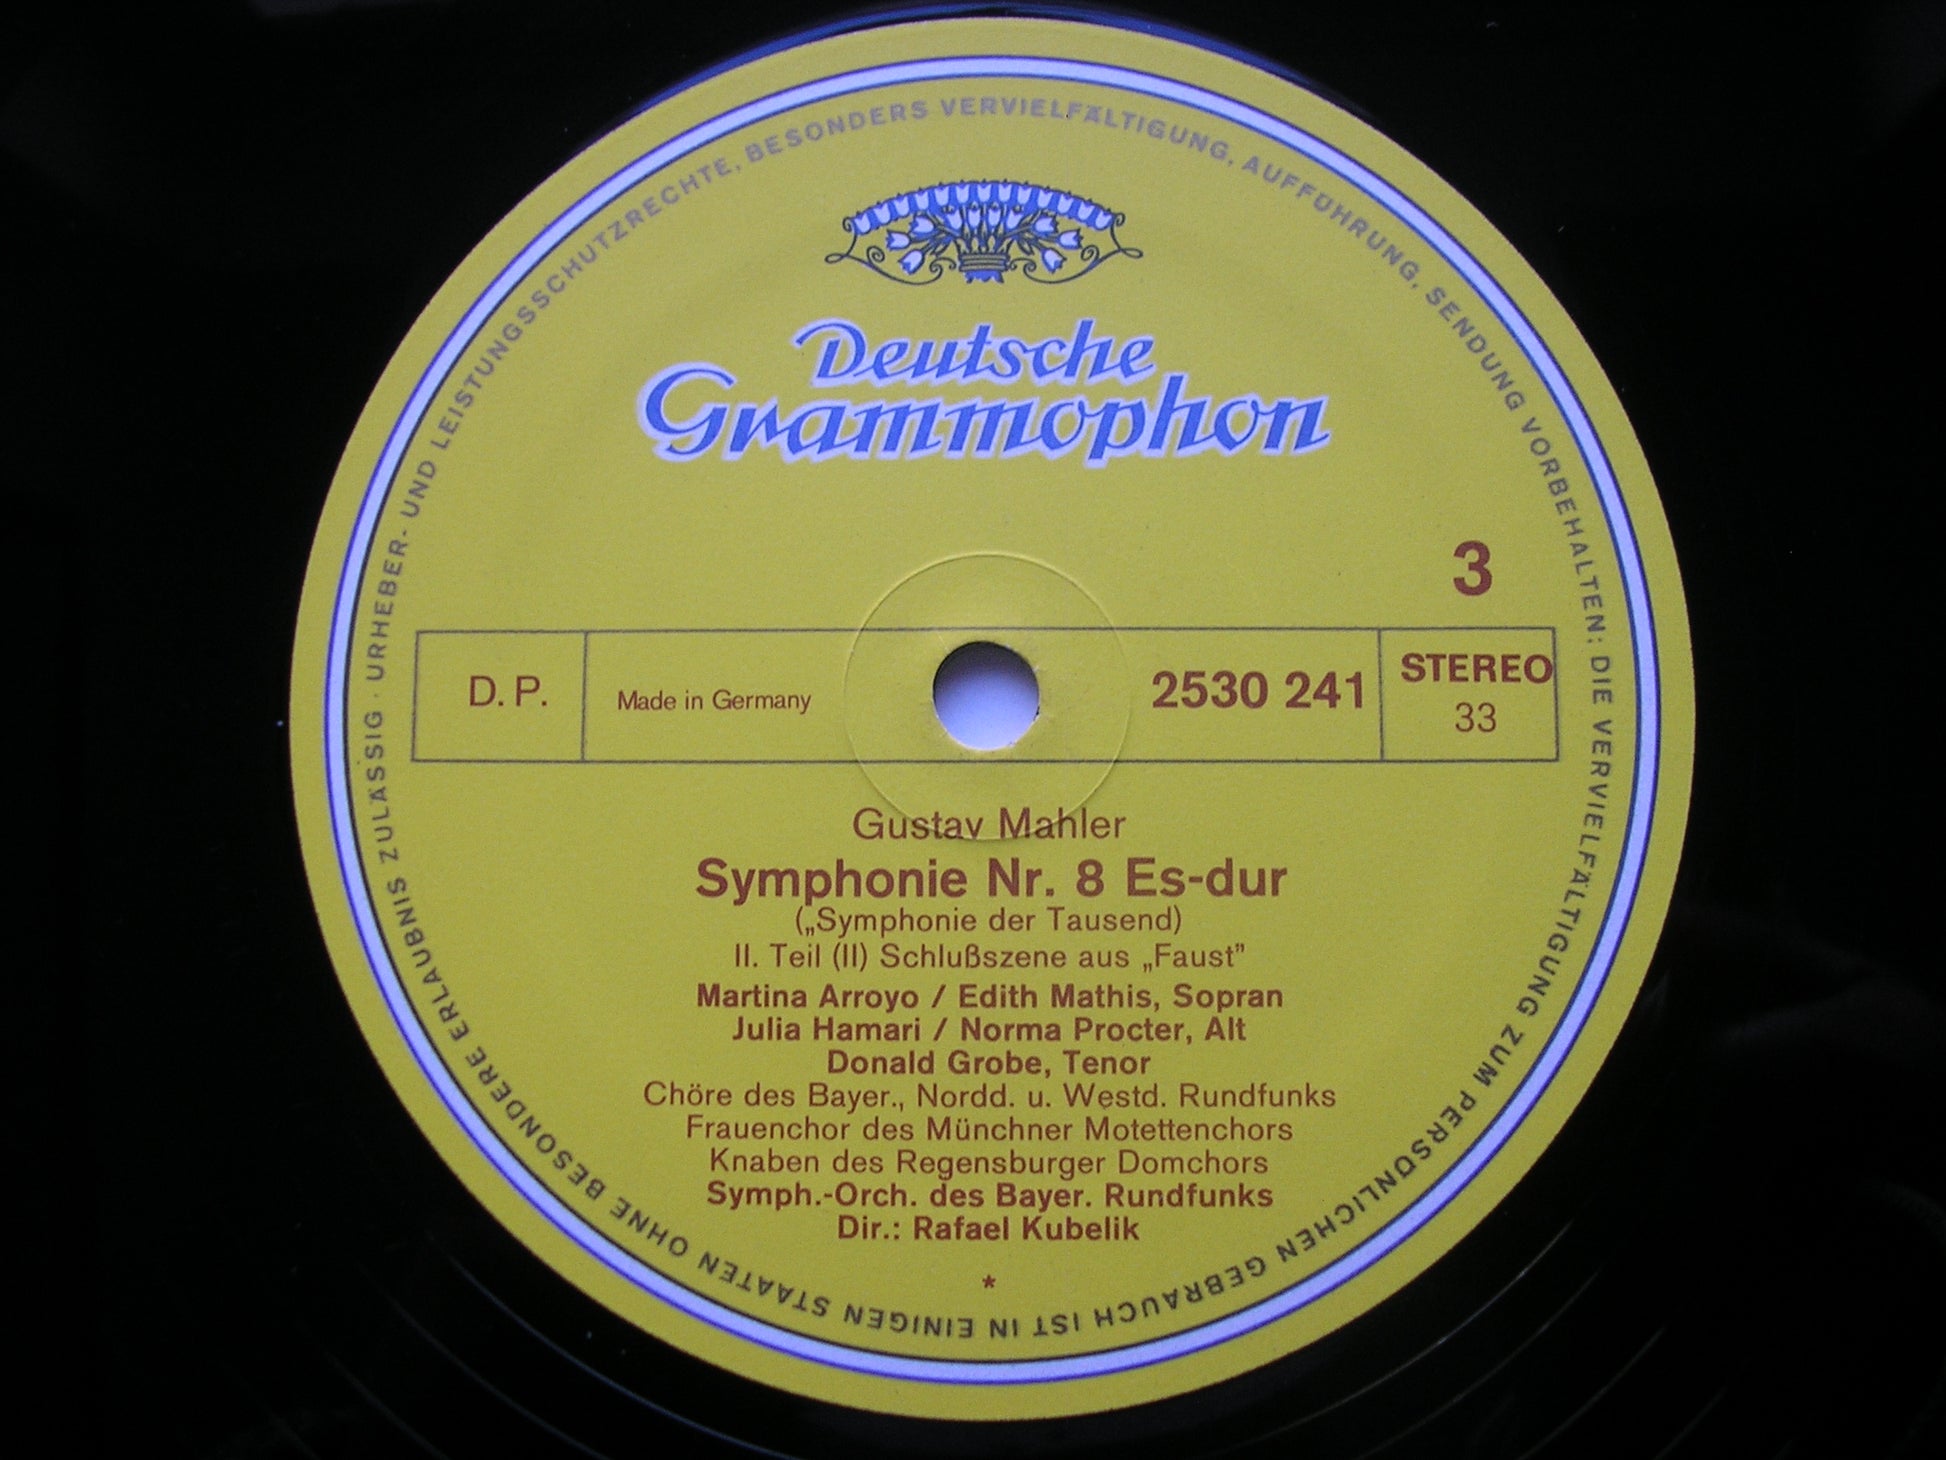 Deutsche
Grammophon
3
D. P.
Made in Germany
2530 241
STEREO
33
Gustav Mahler
Symphonie Nr. 8 Es-dur
(„Symphonie der Tausend)
II. Teil (II) Schlußszene aus „Faust”
Martina Arroyo / Edith Mathis, Sopran
Julia Hamari / Norma Procter, Alt
Donald Grobe, Tenor
Chöre des Bayer., Nordd. u. Westd. Rundfunks
Frauenchor des Münchner Motettenchors
Knaben des Regensburger Domchors
Symph.-Orch. des Bayer. Rundfunks
Dir.: Rafael Kubelik
*
· URHEBER- UND LEISTUNGSSCHUTZRECHTE, BESONDERS VERVIELFÄLTIGUNG, AUFFÜHRUNG, SENDUNG VORBEHALTEN; DIE VERVIELFÄLTIGUNG ZUM PERSÖNLICHEN GEBRAUCH IST IN EINIGEN STAATEN OHNE BESONDERE ERLAUBNIS ZULÄSSIG